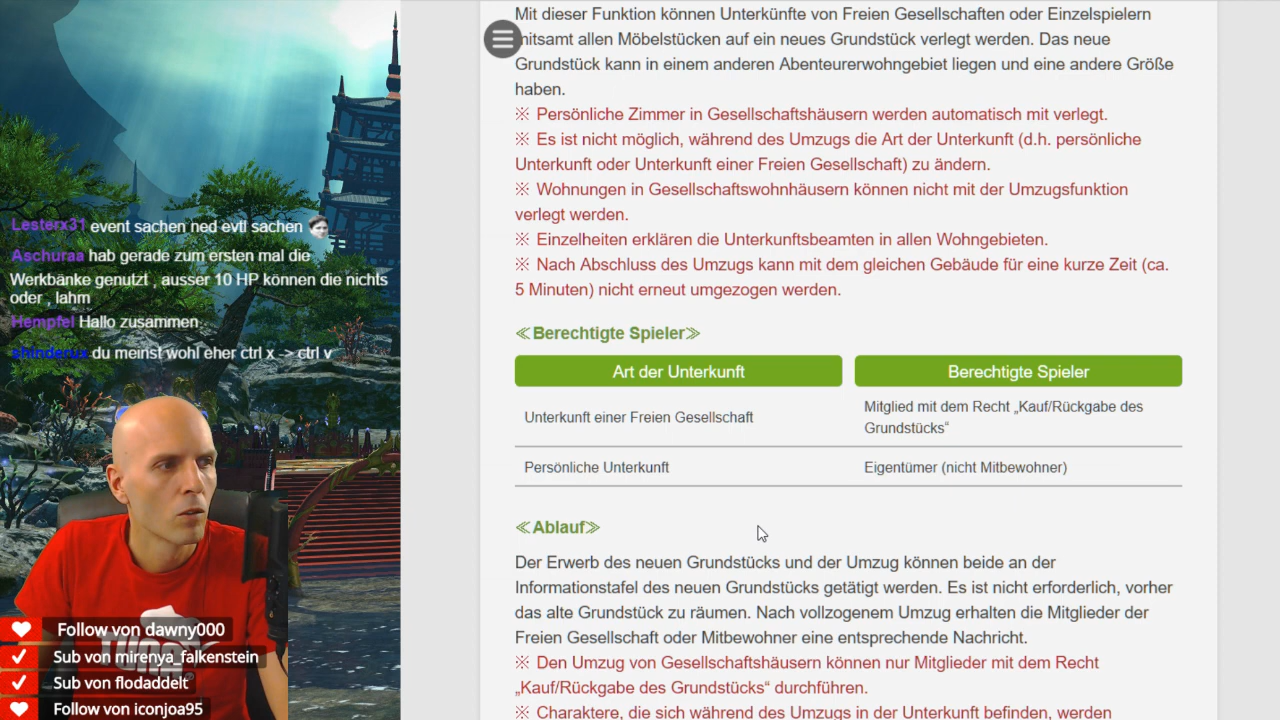 Lesterx31 event sachen ned evtl sachen
Aschuraa hab gerade zum ersten mal die
Werkbänke genutzt , ausser 10 HP können die nichts
oder , lahm
Hempfel Hallo zusammen
shinderux du meinst wohl eher ctrl x -> ctrl v
Follow von dawny000
Sub von mirenya_falkenstein
Sub von flodaddelt
Follow von iconjoa95
Mit dieser Funktion können Unterkünfte von Freien Gesellschaften oder Einzelspielern
mitsamt allen Möbelstücken auf ein neues Grundstück verlegt werden. Das neue
Grundstück kann in einem anderen Abenteurerwohngebiet liegen und eine andere Größe
haben.
※ Persönliche Zimmer in Gesellschaftshäusern werden automatisch mit verlegt.
※ Es ist nicht möglich, während des Umzugs die Art der Unterkunft (d.h. persönliche
Unterkunft oder Unterkunft einer Freien Gesellschaft) zu ändern.
※ Wohnungen in Gesellschaftswohnhäusern können nicht mit der Umzugsfunktion
verlegt werden.
※ Einzelheiten erklären die Unterkunftsbeamten in allen Wohngebieten.
※ Nach Abschluss des Umzugs kann mit dem gleichen Gebäude für eine kurze Zeit (ca.
5 Minuten) nicht erneut umgezogen werden.
≪Berechtigte Spieler≫
Art der Unterkunft Berechtigte Spieler
Unterkunft einer Freien Gesellschaft
Mitglied mit dem Recht „Kauf/Rückgabe des
Grundstücks“
Persönliche Unterkunft Eigentümer (nicht Mitbewohner)
≪Ablauf≫
Der Erwerb des neuen Grundstücks und der Umzug können beide an der
Informationstafel des neuen Grundstücks getätigt werden. Es ist nicht erforderlich, vorher
das alte Grundstück zu räumen. Nach vollzogenem Umzug erhalten die Mitglieder der
Freien Gesellschaft oder Mitbewohner eine entsprechende Nachricht.
※ Den Umzug von Gesellschaftshäusern können nur Mitglieder mit dem Recht
„Kauf/Rückgabe des Grundstücks“ durchführen.
※ Charaktere, die sich während des Umzugs in der Unterkunft befinden, werden